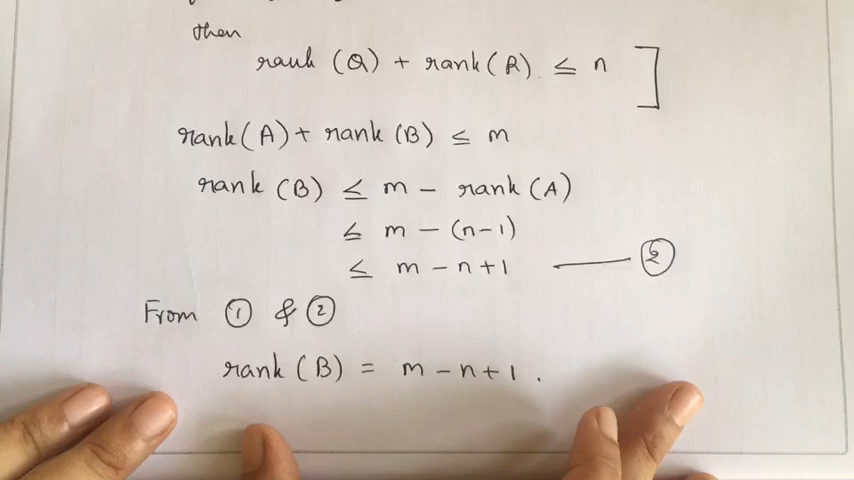 then
rank (Q) + rank (R) ≤ n ]
rank (A) + rank (B) ≤ m
rank (B) ≤ m - rank (A)
≤ m - (n-1)
≤ m - n + 1 —— ②
From ① & ②
rank (B) = m - n + 1 .